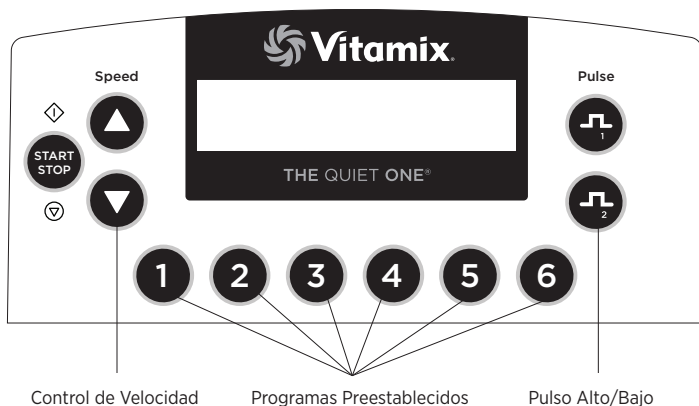 Vitamix.
Speed
Pulse
START
STOP
1
2
THE QUIET ONE®
1 2 3 4 5 6
Control de Velocidad
Programas Preestablecidos
Pulso Alto/Bajo